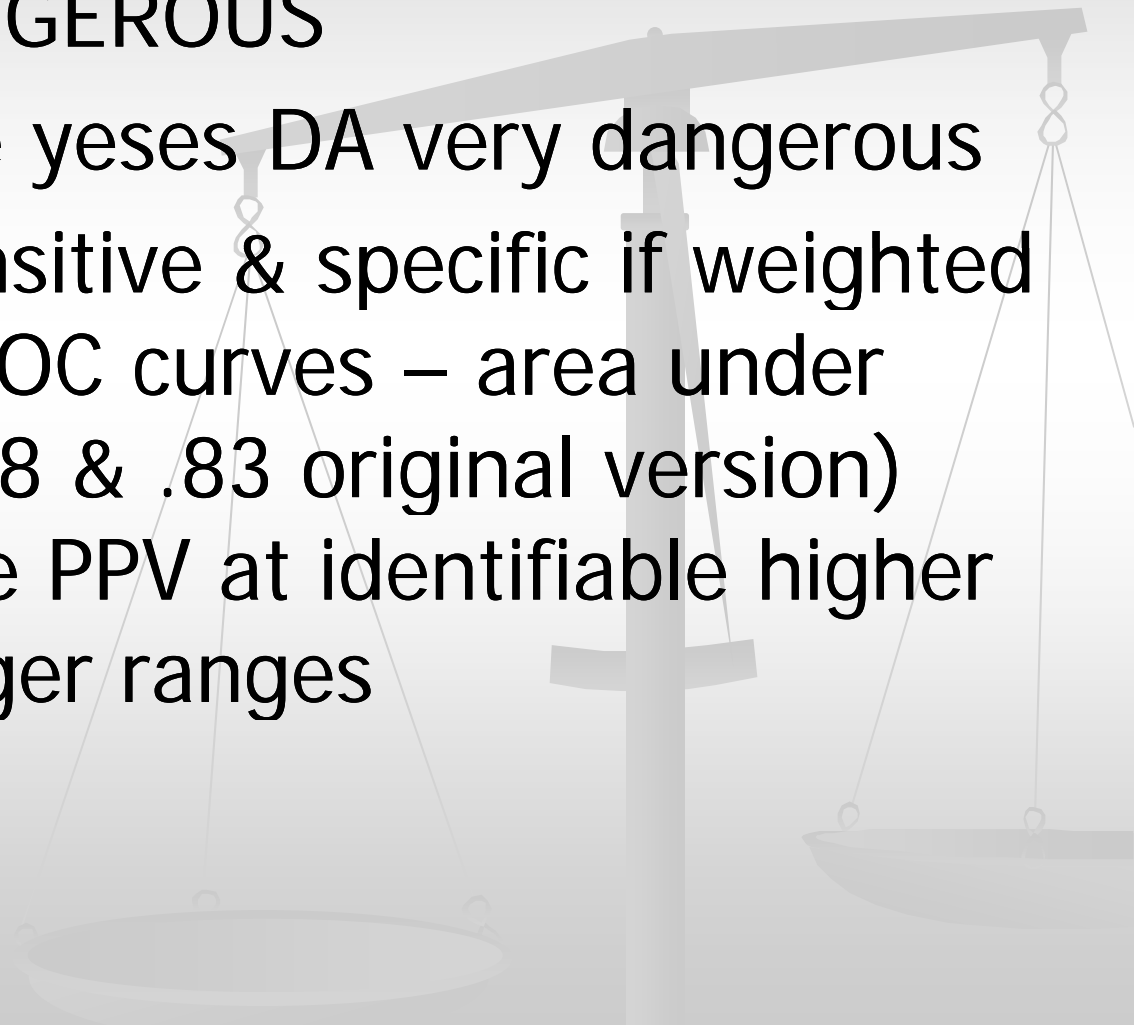 GEROUS
yeses DA very dangerous
nsitive & specific if weighted
OC curves – area under
8 & .83 original version)
e PPV at identifiable higher
ger ranges